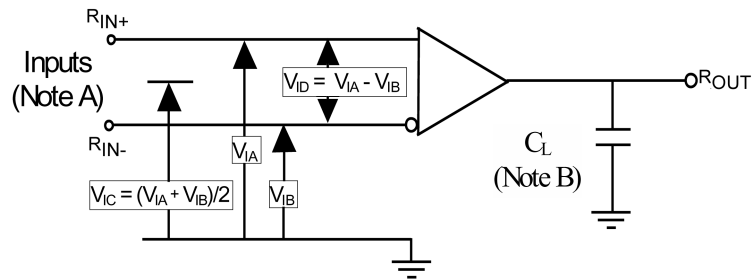 RIN+
Inputs
(Note A)
VID = VIA − VIB
ROUT
RIN-
VIA
CL
(Note B)
VIC = (VIA + VIB)/2
VIB